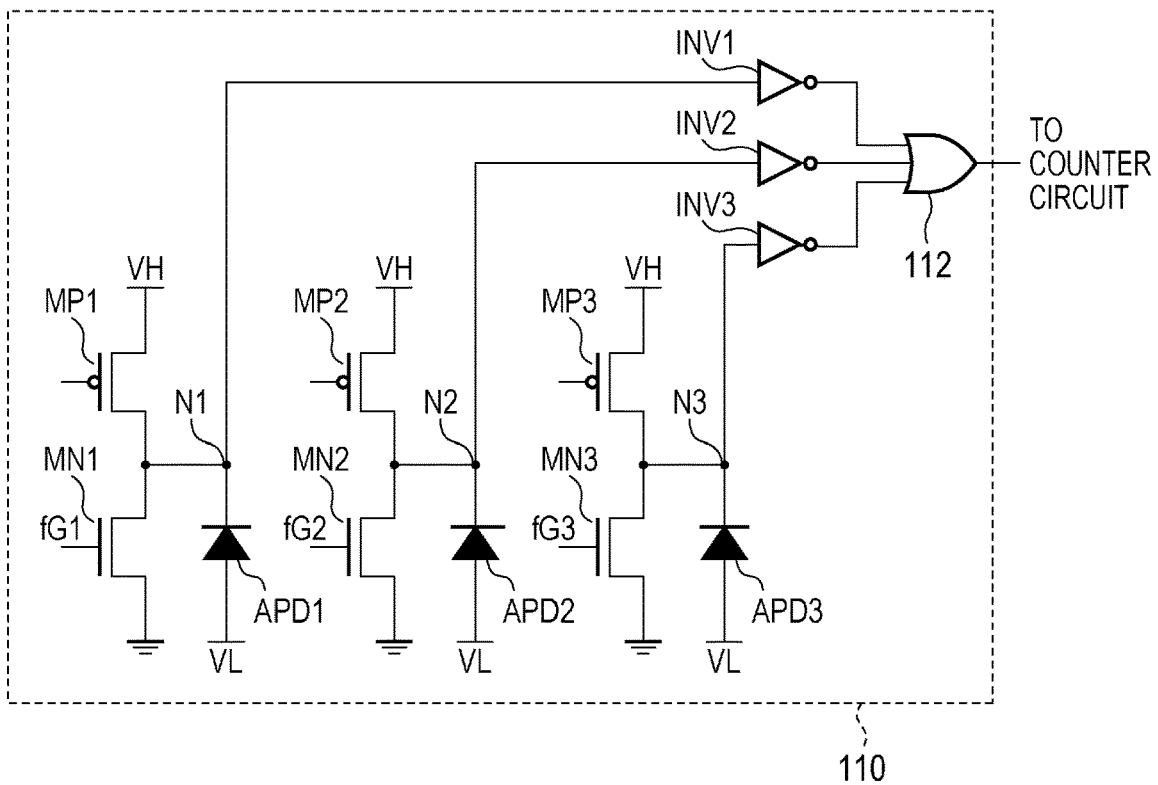 INV1
INV2
TO
COUNTER
CIRCUIT
INV3
112
VH
VH
VH
MP1
MP2
MP3
N1
N2
N3
MN1
MN2
MN3
fG1
fG2
fG3
APD1
APD2
APD3
VL
VL
VL
110